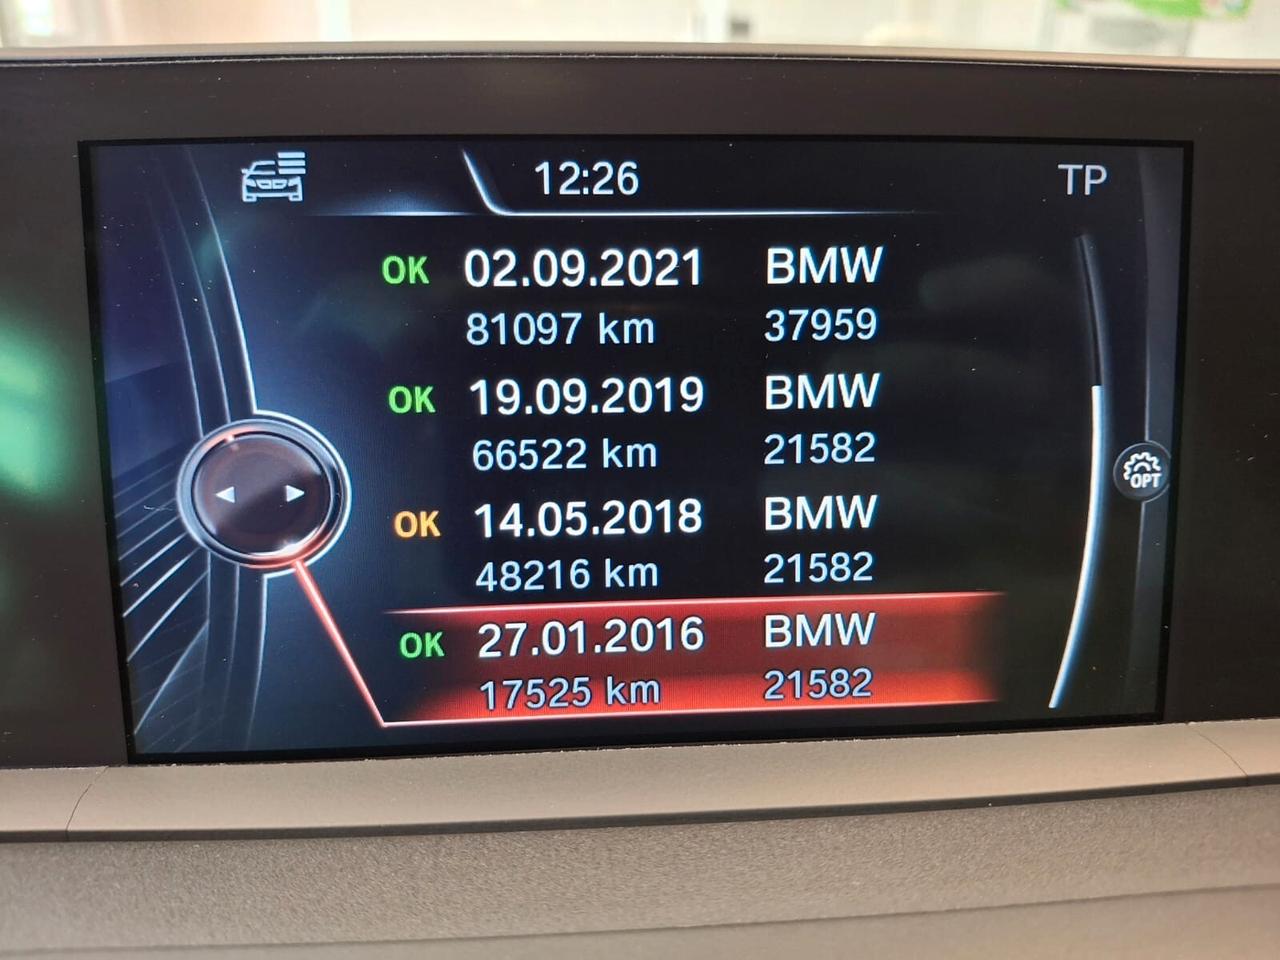 12:26 TP
OK 02.09.2021 BMW
81097 km 37959
OK 19.09.2019 BMW
66522 km 21582
OK 14.05.2018 BMW
48216 km 21582
OK 27.01.2016 BMW
17525 km 21582
OPT